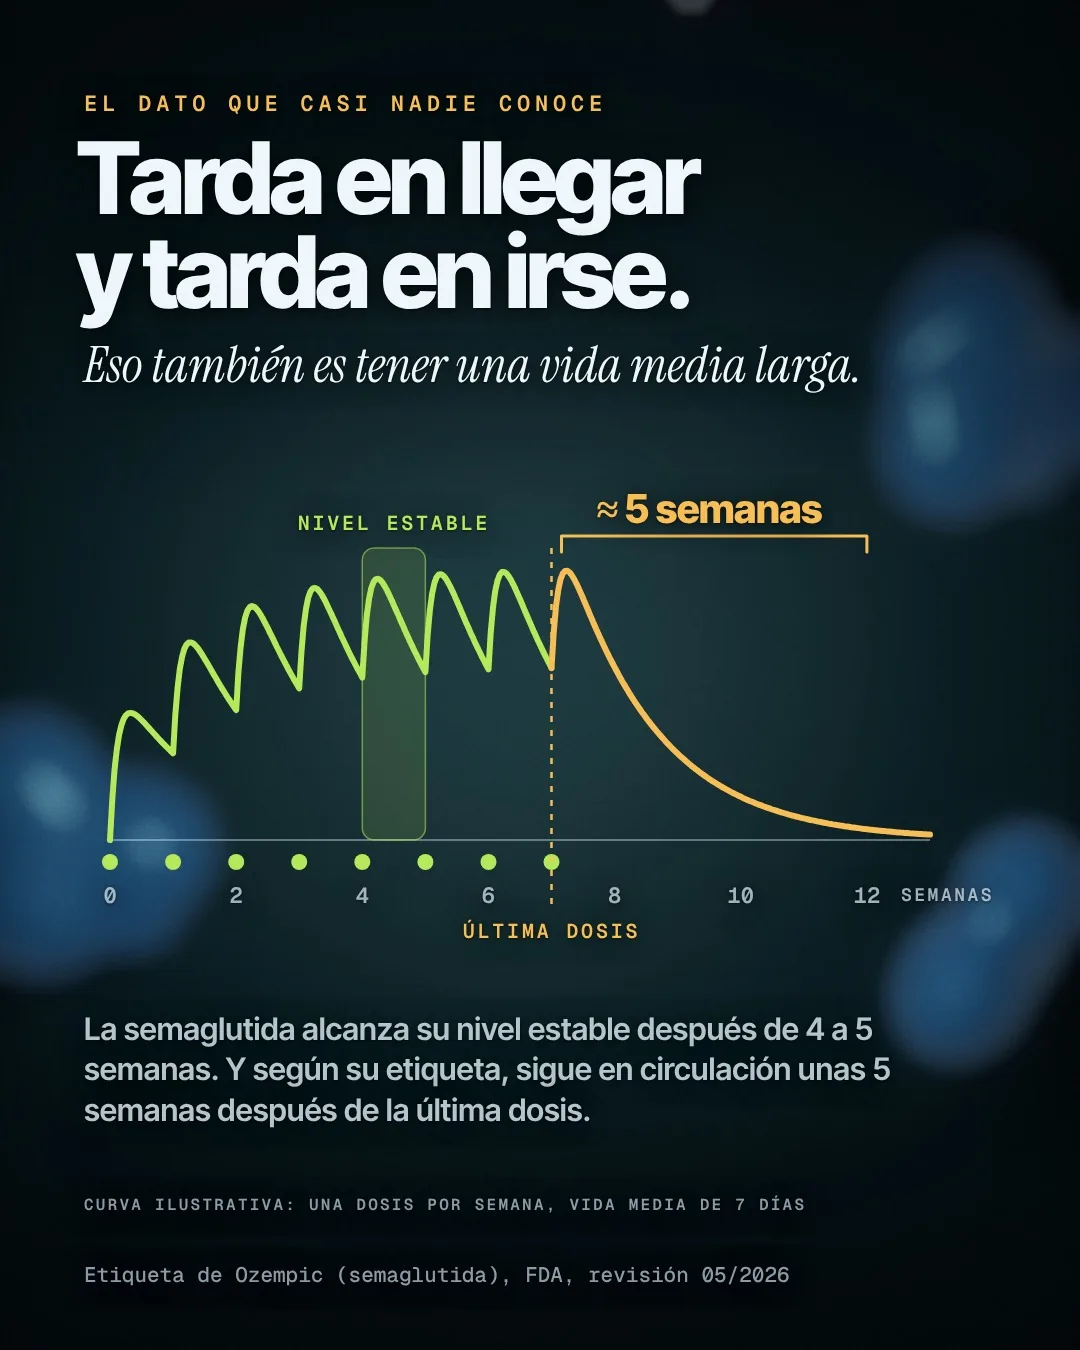 EL DATO QUE CASI NADIE CONOCE
Tarda en llegar
y tarda en irse.
Eso también es tener una vida media larga.
≈ 5 semanas
NIVEL ESTABLE
0 2 4 6 8 10 12 SEMANAS
ÚLTIMA DOSIS
La semaglutida alcanza su nivel estable después de 4 a 5
semanas. Y según su etiqueta, sigue en circulación unas 5
semanas después de la última dosis.
CURVA ILUSTRATIVA: UNA DOSIS POR SEMANA, VIDA MEDIA DE 7 DÍAS
Etiqueta de Ozempic (semaglutida), FDA, revisión 05/2026